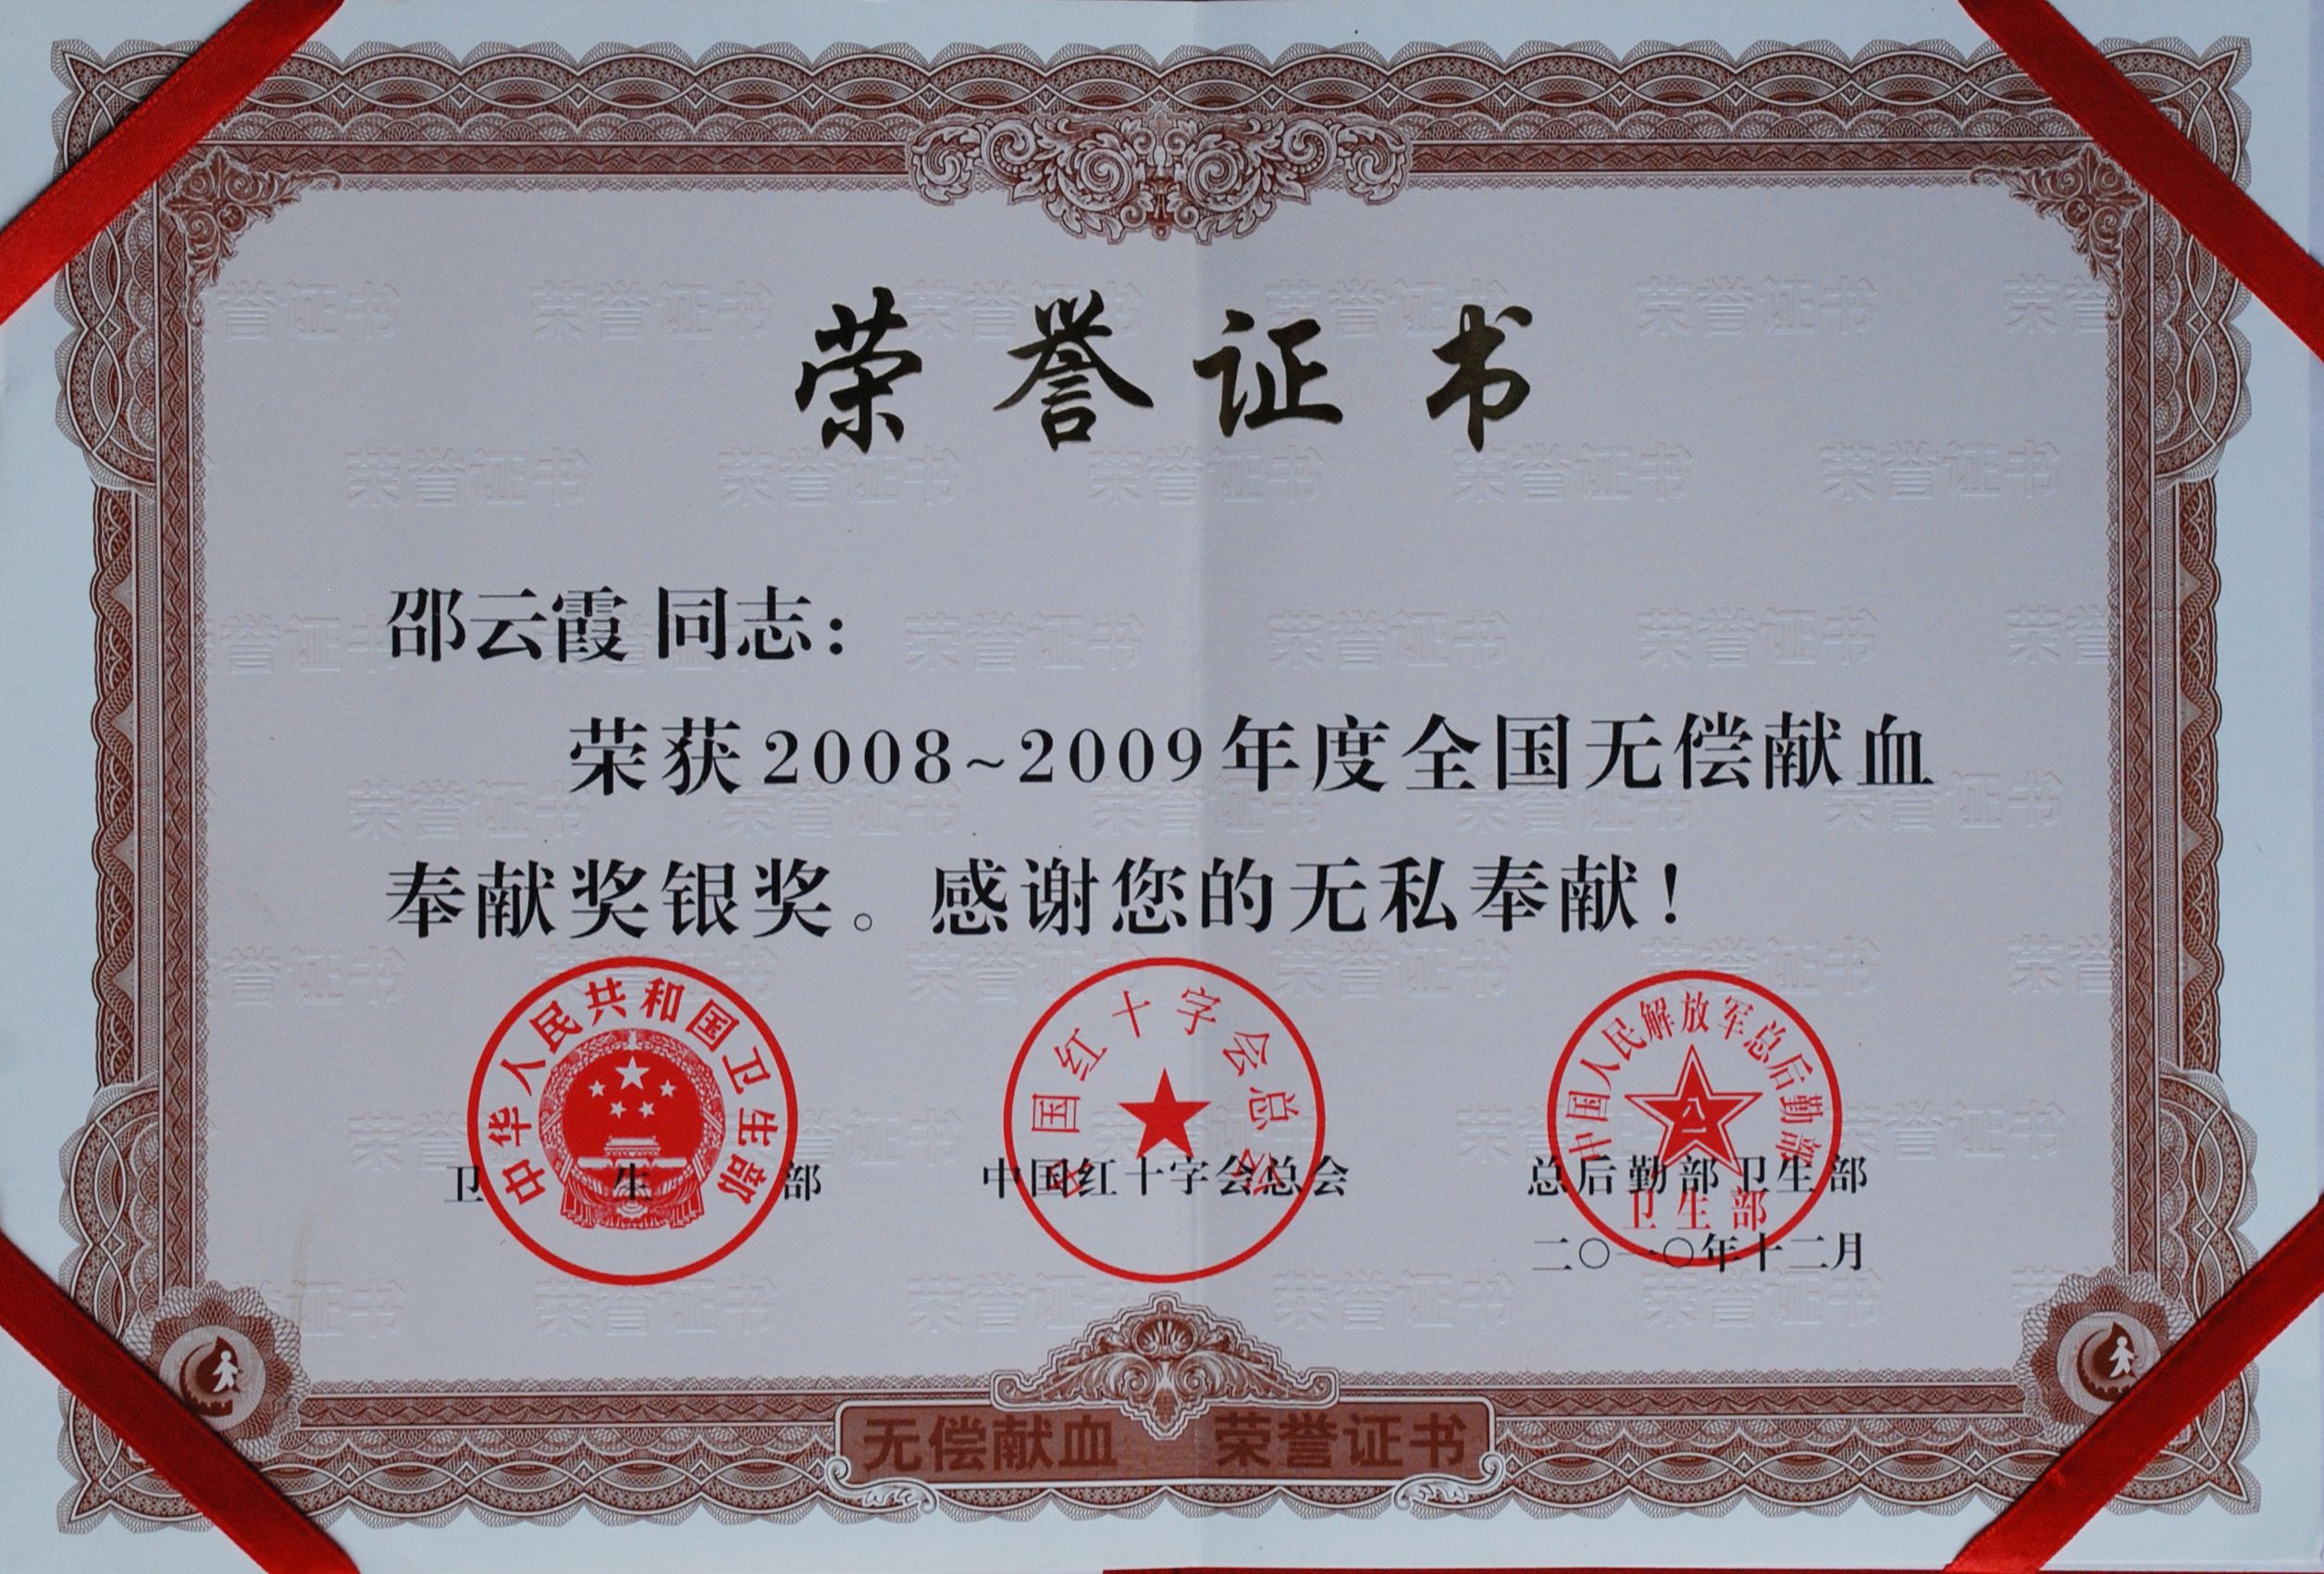 荣誉证书
邵云霞 同志：
荣获2008~2009年度全国无偿献血
奉献奖银奖。感谢您的无私奉献！
中华人民共和国卫生部
中国红十字会总会
中国人民解放军总后勤部
卫生部
卫生部
中国红十字会总会
总后勤部卫生部
二〇一〇年十二月
无偿献血 荣誉证书